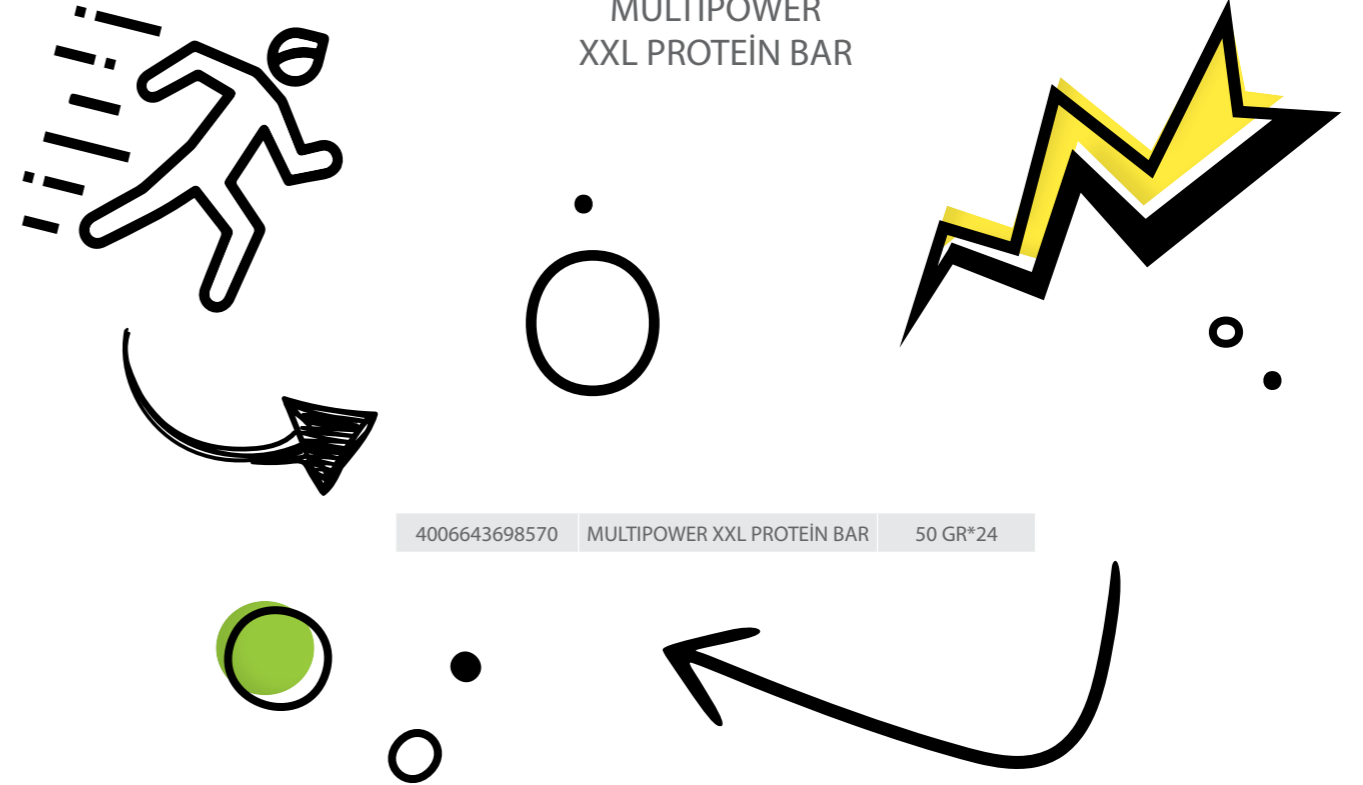 MULTIPOWER
XXL PROTEİN BAR
4006643698570 MULTIPOWER XXL PROTEİN BAR 50 GR*24